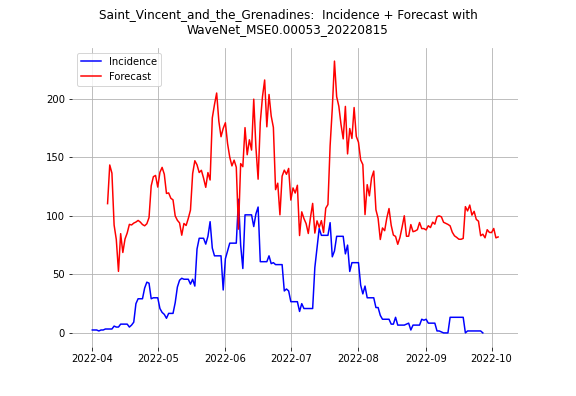 Saint_Vincent_and_the_Grenadines:  Incidence + Forecast with
WaveNet_MSE0.00053_20220815
Incidence
Forecast
200
150
100
50
0
2022-04 2022-05 2022-06 2022-07 2022-08 2022-09 2022-10